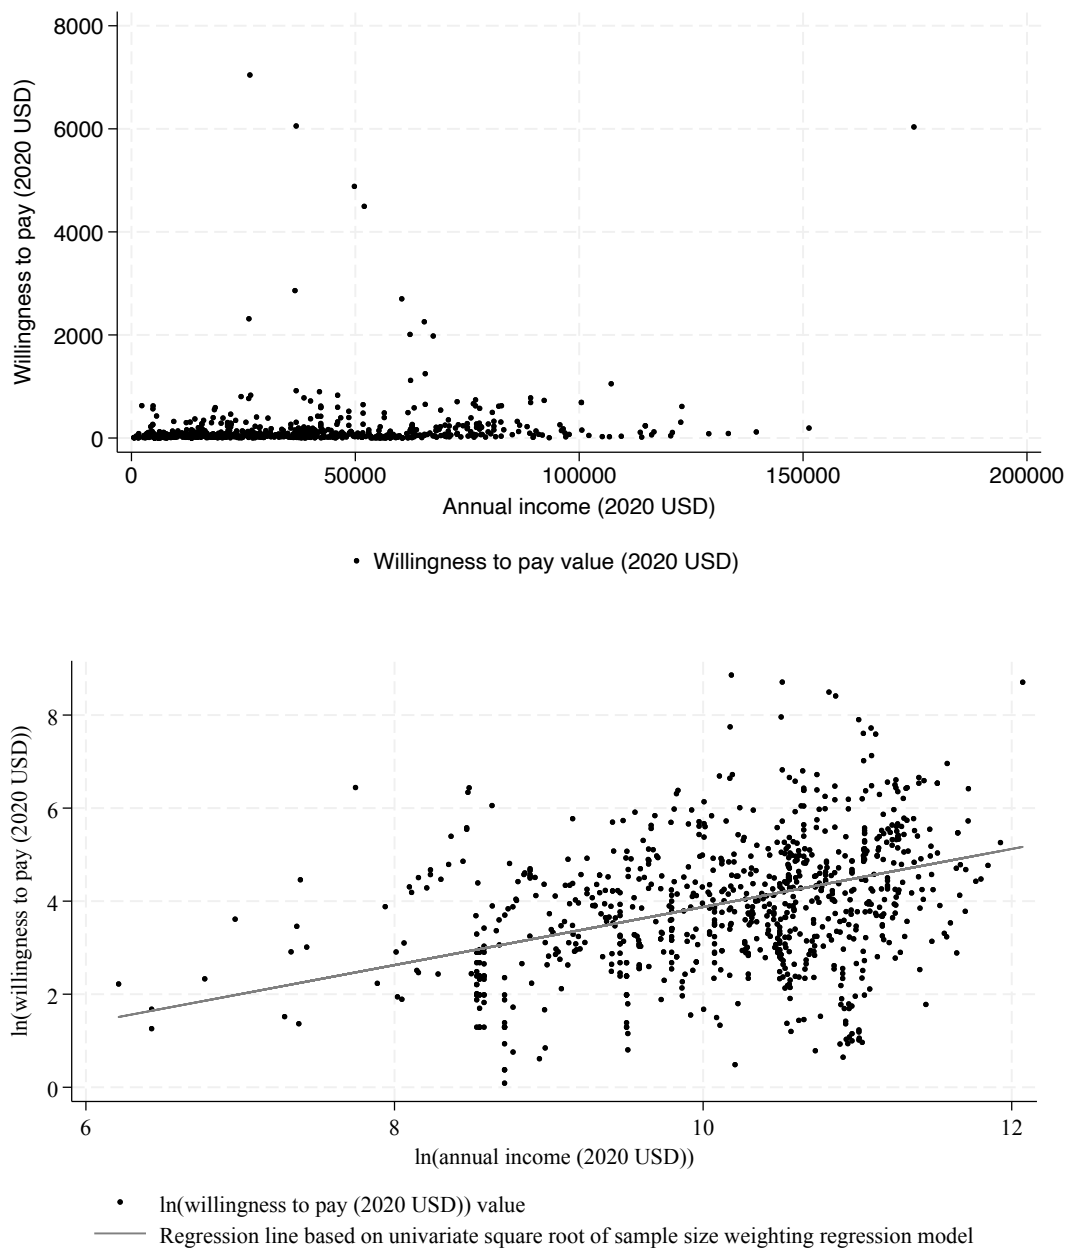 8000
6000
4000
2000
0
Willingness to pay (2020 USD)
0 50000 100000 150000 200000
Annual income (2020 USD)
Willingness to pay value (2020 USD)
8
6
4
2
0
ln(willingness to pay (2020 USD))
6 8 10 12
ln(annual income (2020 USD))
ln(willingness to pay (2020 USD)) value
Regression line based on univariate square root of sample size weighting regression model